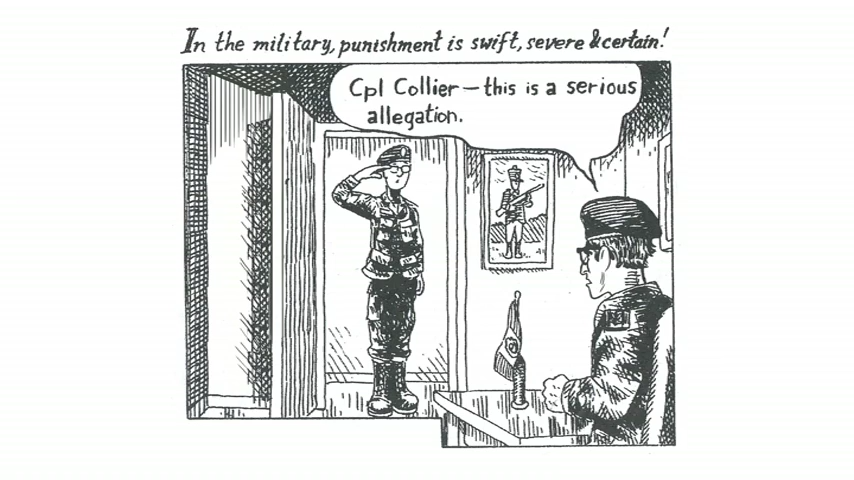 In the military, punishment is swift, severe & certain!
Cpl Collier — this is a serious
allegation.